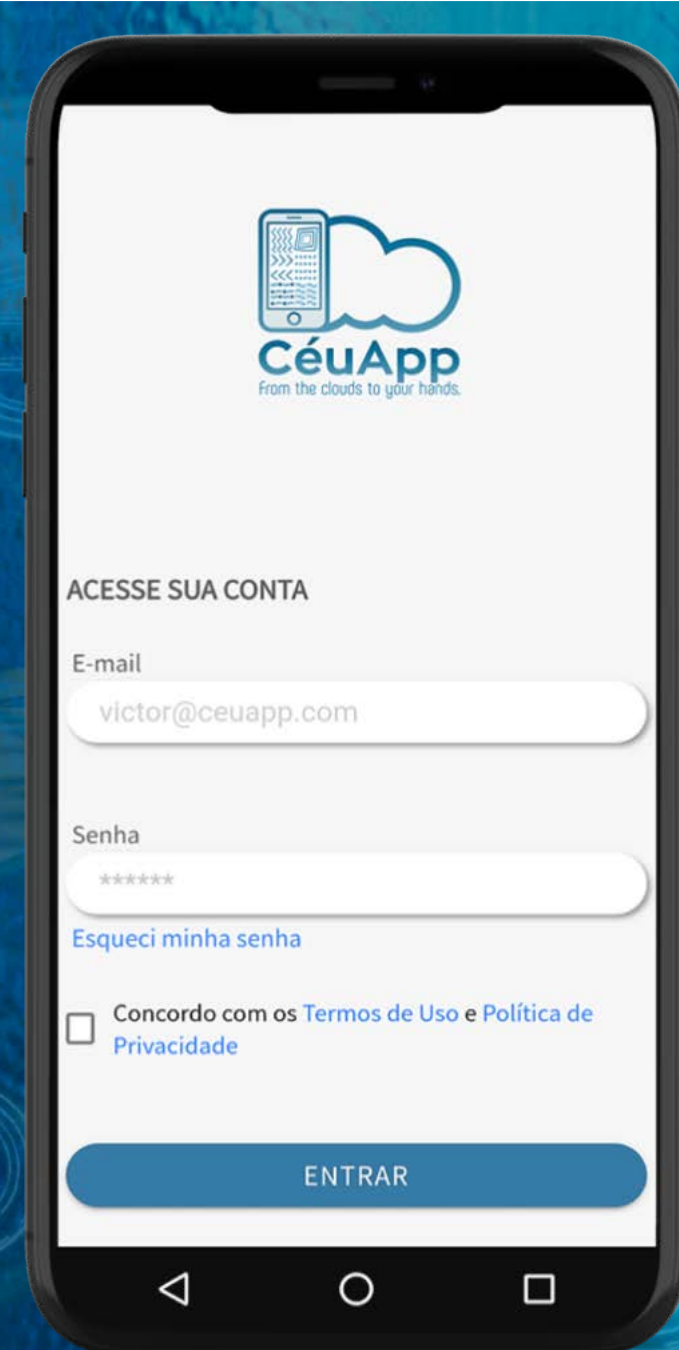 CéuApp
From the clouds to your hands.
ACESSE SUA CONTA
E-mail
victor@ceuapp.com
Senha
******
Esqueci minha senha
Concordo com os Termos de Uso e Política de
Privacidade
ENTRAR